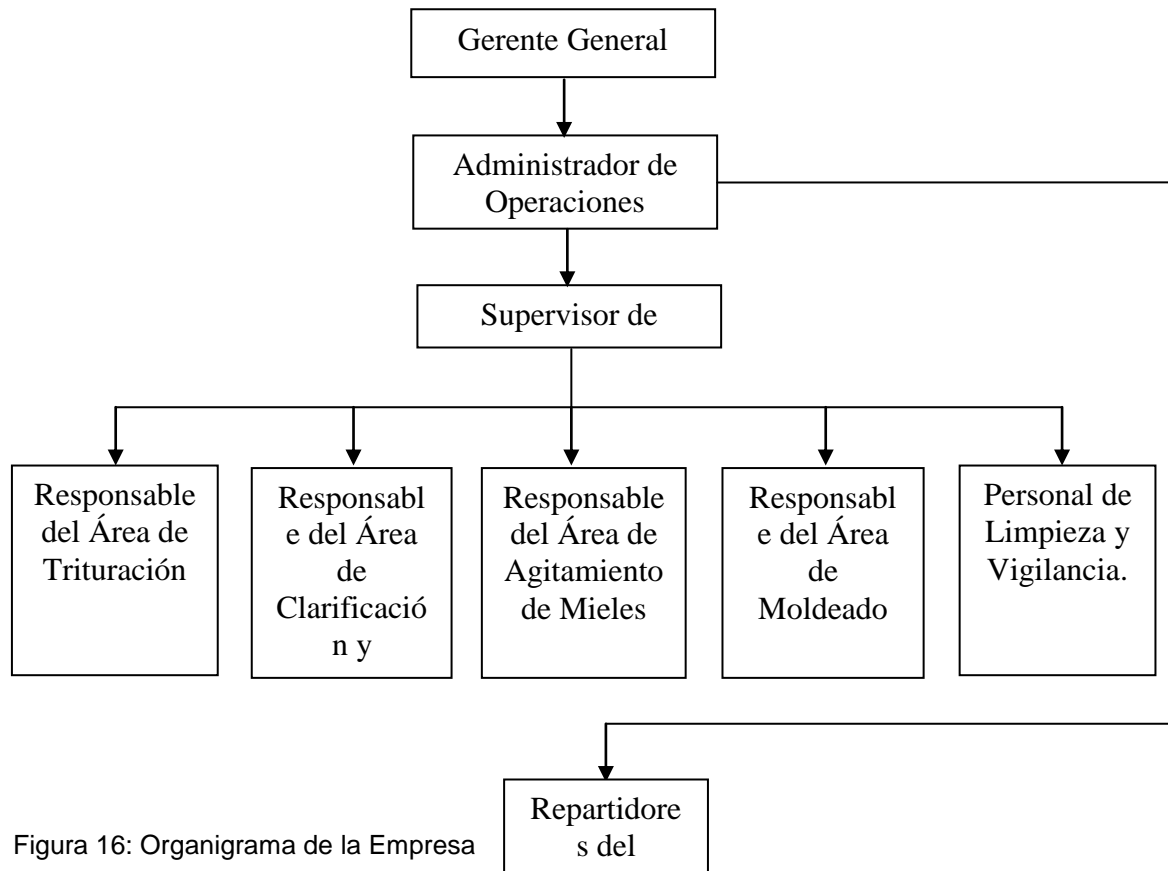 Gerente General
Administrador de
Operaciones
Supervisor de
Responsable
del Área de
Trituración
Responsabl
e del Área
de
Clarificació
n y
Responsable
del Área de
Agitamiento
de Mieles
Responsabl
e del Área
de
Moldeado
Personal de
Limpieza y
Vigilancia.
Repartidore
s del
Figura 16: Organigrama de la Empresa